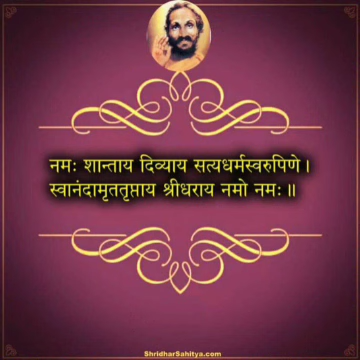 नमः शान्ताय दिव्याय सत्यधर्मस्वरुपिणे।
स्वानंदामृततृप्ताय श्रीधराय नमो नमः॥
ShridharSahitya.com